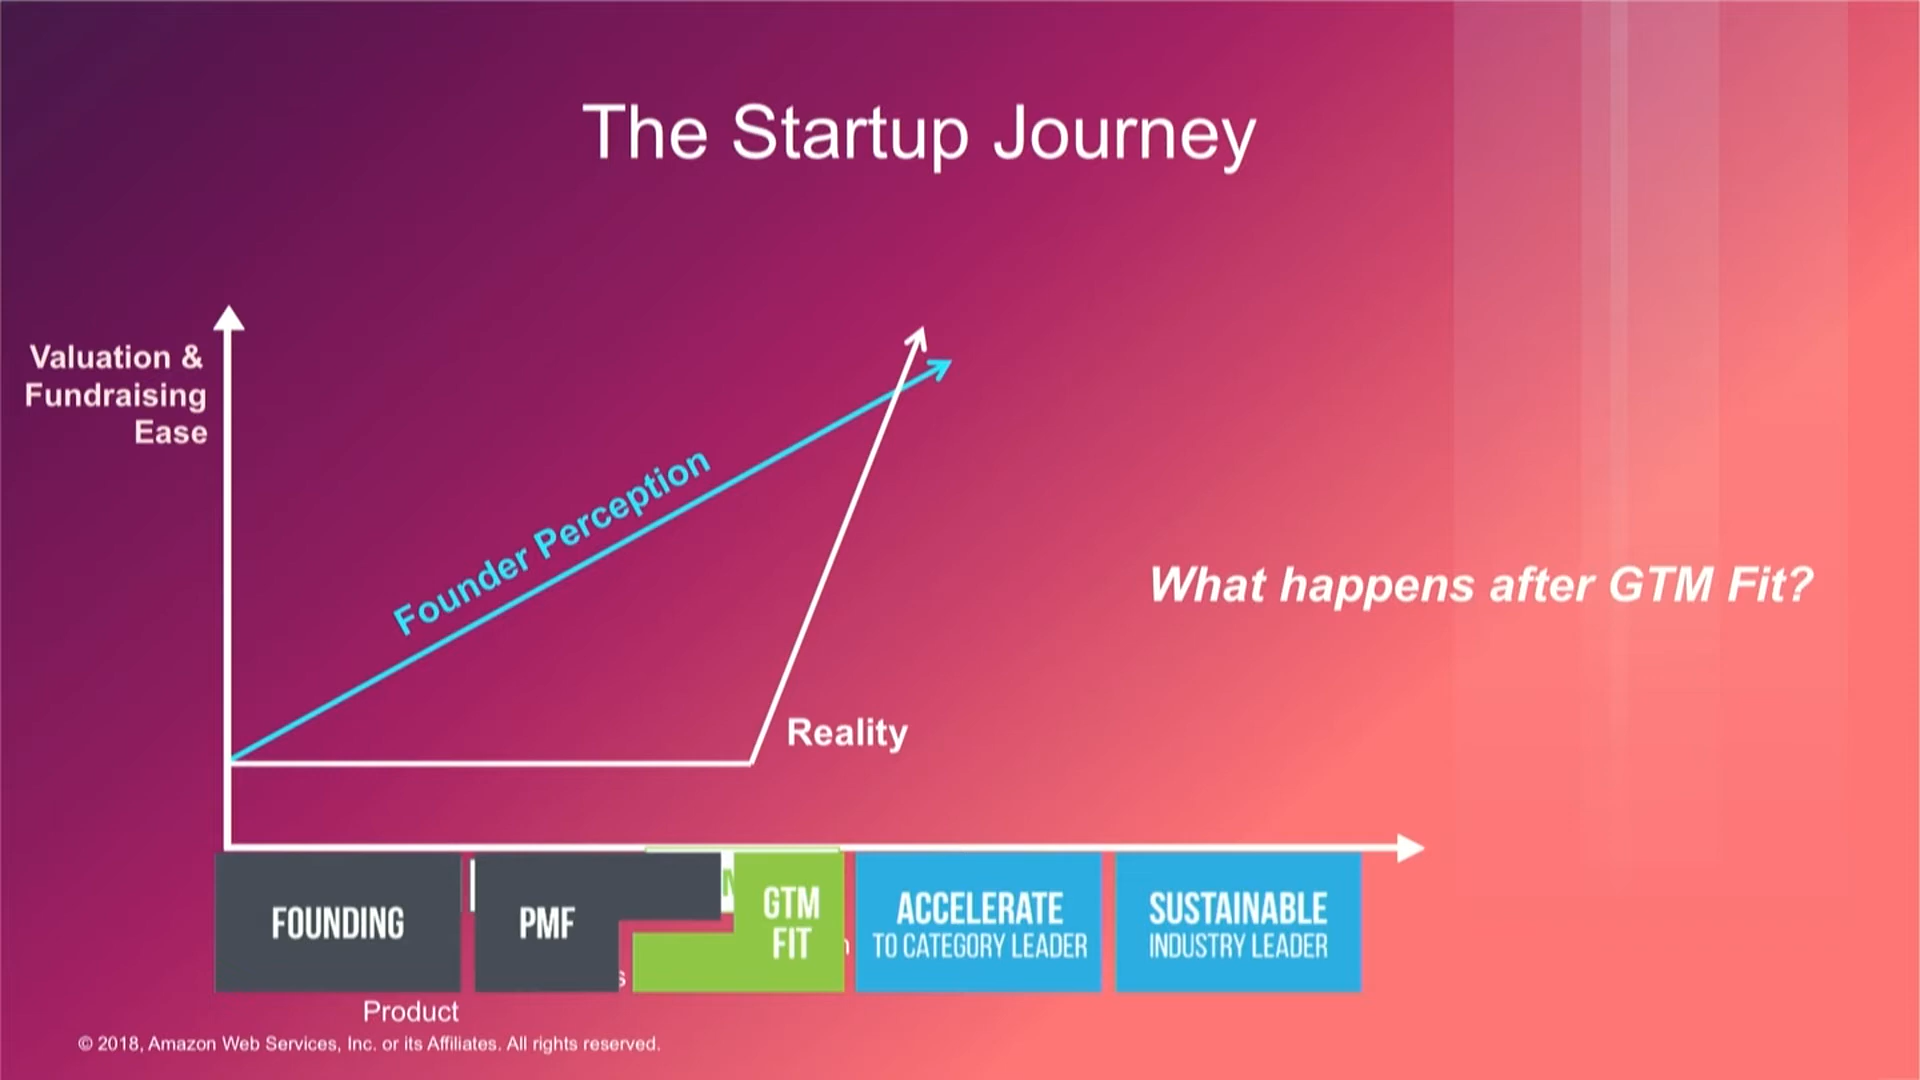 The Startup Journey
Valuation &
Fundraising
Ease
Founder Perception
What happens after GTM Fit?
Reality
FOUNDING
PMF
GTM
FIT
ACCELERATE
TO CATEGORY LEADER
SUSTAINABLE
INDUSTRY LEADER
Product
© 2018, Amazon Web Services, Inc. or its Affiliates. All rights reserved.